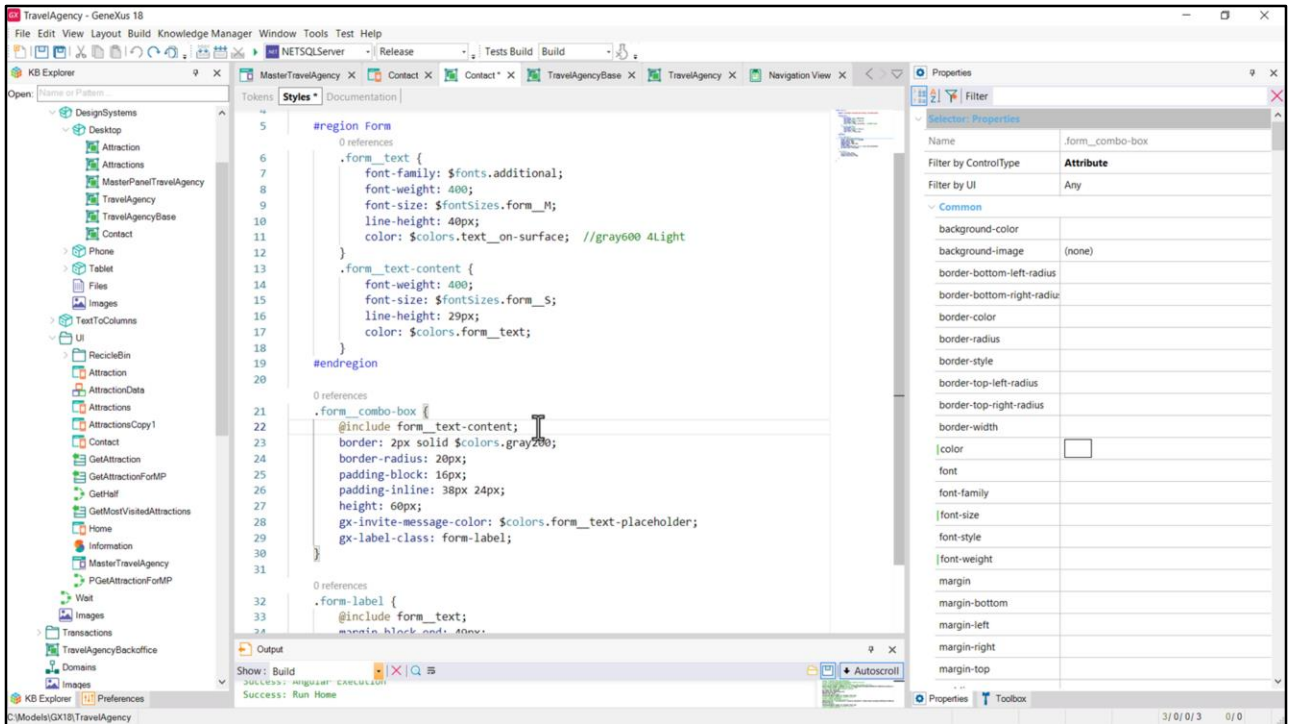 TravelAgency - GeneXus 18
File Edit View Layout Build Knowledge Manager Window Tools Test Help
NETSQLServer Release Tests Build Build
KB Explorer
Open: Name or Pattern...
DesignSystems
Desktop
Attraction
Attractions
MasterPanelTravelAgency
TravelAgency
TravelAgencyBase
Contact
Phone
Tablet
Files
Images
TextToColumns
UI
RecicleBin
Attraction
AttractionData
Attractions
AttractionsCopy1
Contact
GetAttraction
GetAttractionForMP
GetHalf
GetMostVisitedAttractions
Home
Information
MasterTravelAgency
PGetAttractionForMP
Wait
Images
Transactions
TravelAgencyBackoffice
Domains
Images
KB Explorer Preferences
MasterTravelAgency Contact Contact * TravelAgencyBase TravelAgency Navigation View
Tokens Styles * Documentation
4
5 #region Form
0 references
6 .form__text {
7 font-family: $fonts.additional;
8 font-weight: 400;
9 font-size: $fontSizes.form__M;
10 line-height: 40px;
11 color: $colors.text__on-surface; //gray600 4Light
12 }
13 .form__text-content {
14 font-weight: 400;
15 font-size: $fontSizes.form__S;
16 line-height: 29px;
17 color: $colors.form__text;
18 }
19 #endregion
20
0 references
21 .form__combo-box {
22 @include form__text-content;
23 border: 2px solid $colors.gray200;
24 border-radius: 20px;
25 padding-block: 16px;
26 padding-inline: 38px 24px;
27 height: 60px;
28 gx-invite-message-color: $colors.form__text-placeholder;
29 gx-label-class: form-label;
30 }
31
0 references
32 .form-label {
33 @include form__text;
34 margin-block-end: 40px;
Output
Show: Build Autoscroll
Success: Angular Execution
Success: Run Home
Properties
Filter
Selector: Properties
Name .form__combo-box
Filter by ControlType Attribute
Filter by UI Any
Common
background-color
background-image (none)
border-bottom-left-radius
border-bottom-right-radius
border-color
border-radius
border-style
border-top-left-radius
border-top-right-radius
border-width
color
font
font-family
font-size
font-style
font-weight
margin
margin-bottom
margin-left
margin-right
margin-top
Properties Toolbox
C:\Models\GX18\TravelAgency 3/0/0/3 0/0